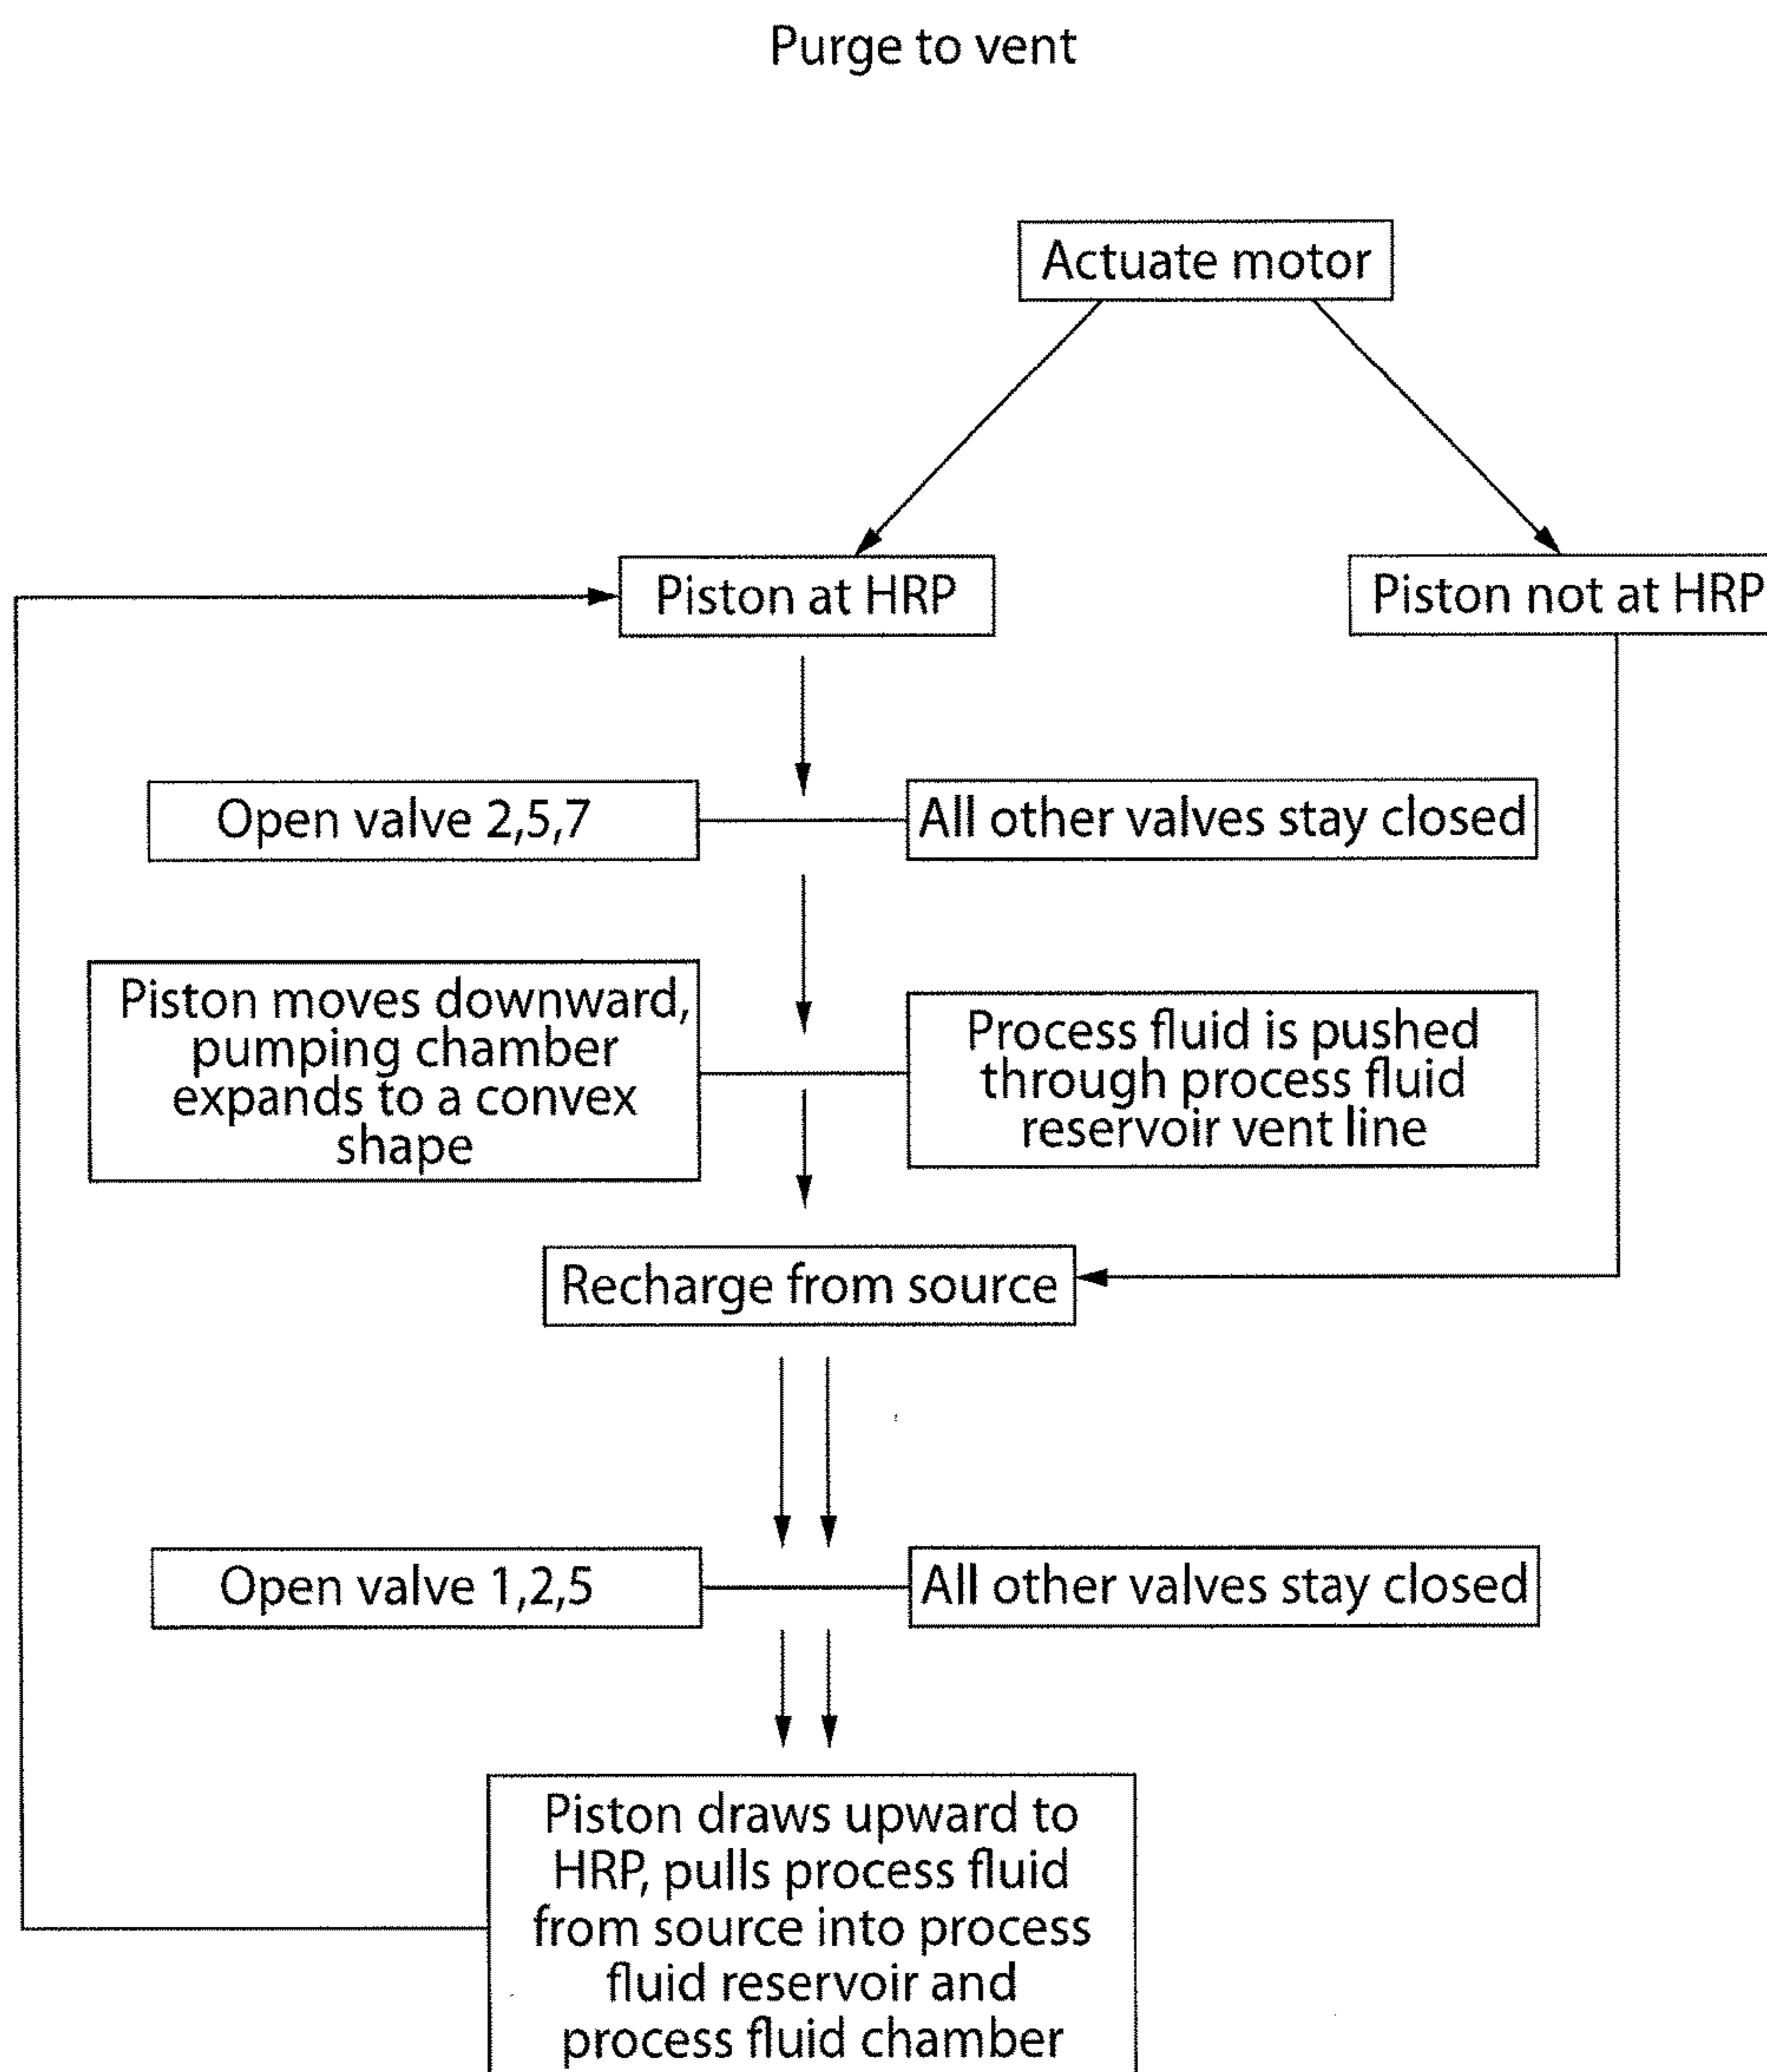 Purge to vent
Actuate motor
Piston at HRP
Piston not at HRP
Open valve 2,5,7
All other valves stay closed
Piston moves downward,
pumping chamber
expands to a convex
shape
Process fluid is pushed
through process fluid
reservoir vent line
Recharge from source
Open valve 1,2,5
All other valves stay closed
Piston draws upward to
HRP, pulls process fluid
from source into process
fluid reservoir and
process fluid chamber